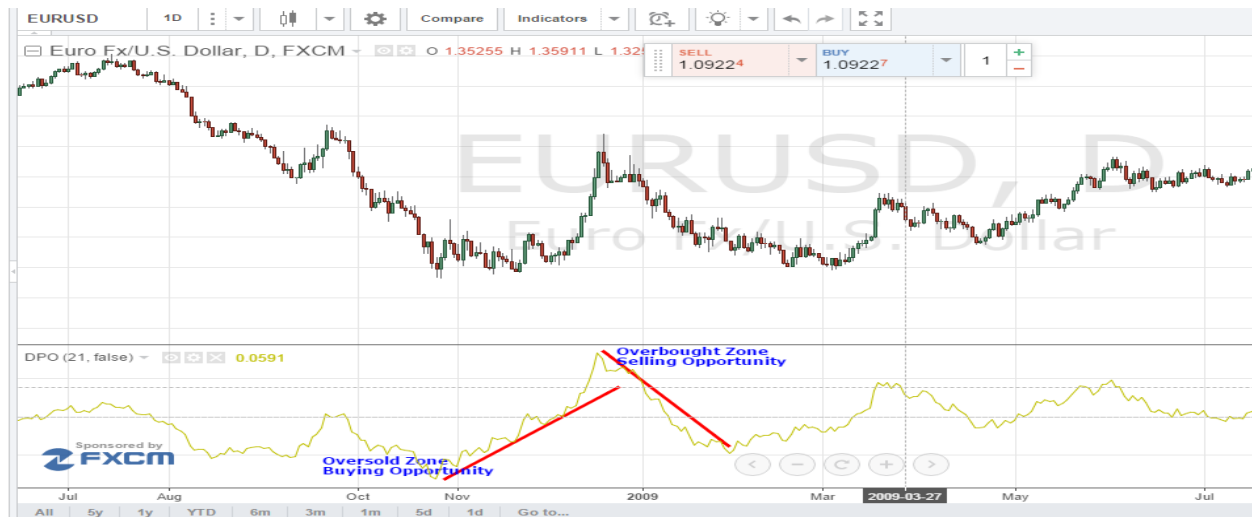 EURUSD 1D Compare Indicators
Euro Fx/U.S. Dollar, D, FXCM O 1.35255 H 1.35911 L 1.32
SELL
1.09224
BUY
1.09227
1
EURUSD, D
Euro Fx/U.S. Dollar
DPO (21, false) 0.0591
Overbought Zone
Selling Opportunity
Sponsored by
FXCM
Oversold Zone
Buying Opportunity
Jul Aug Oct Nov 2009 Mar 2009-03-27 May Jul
All 5y 1y YTD 6m 3m 1m 5d 1d Go to...